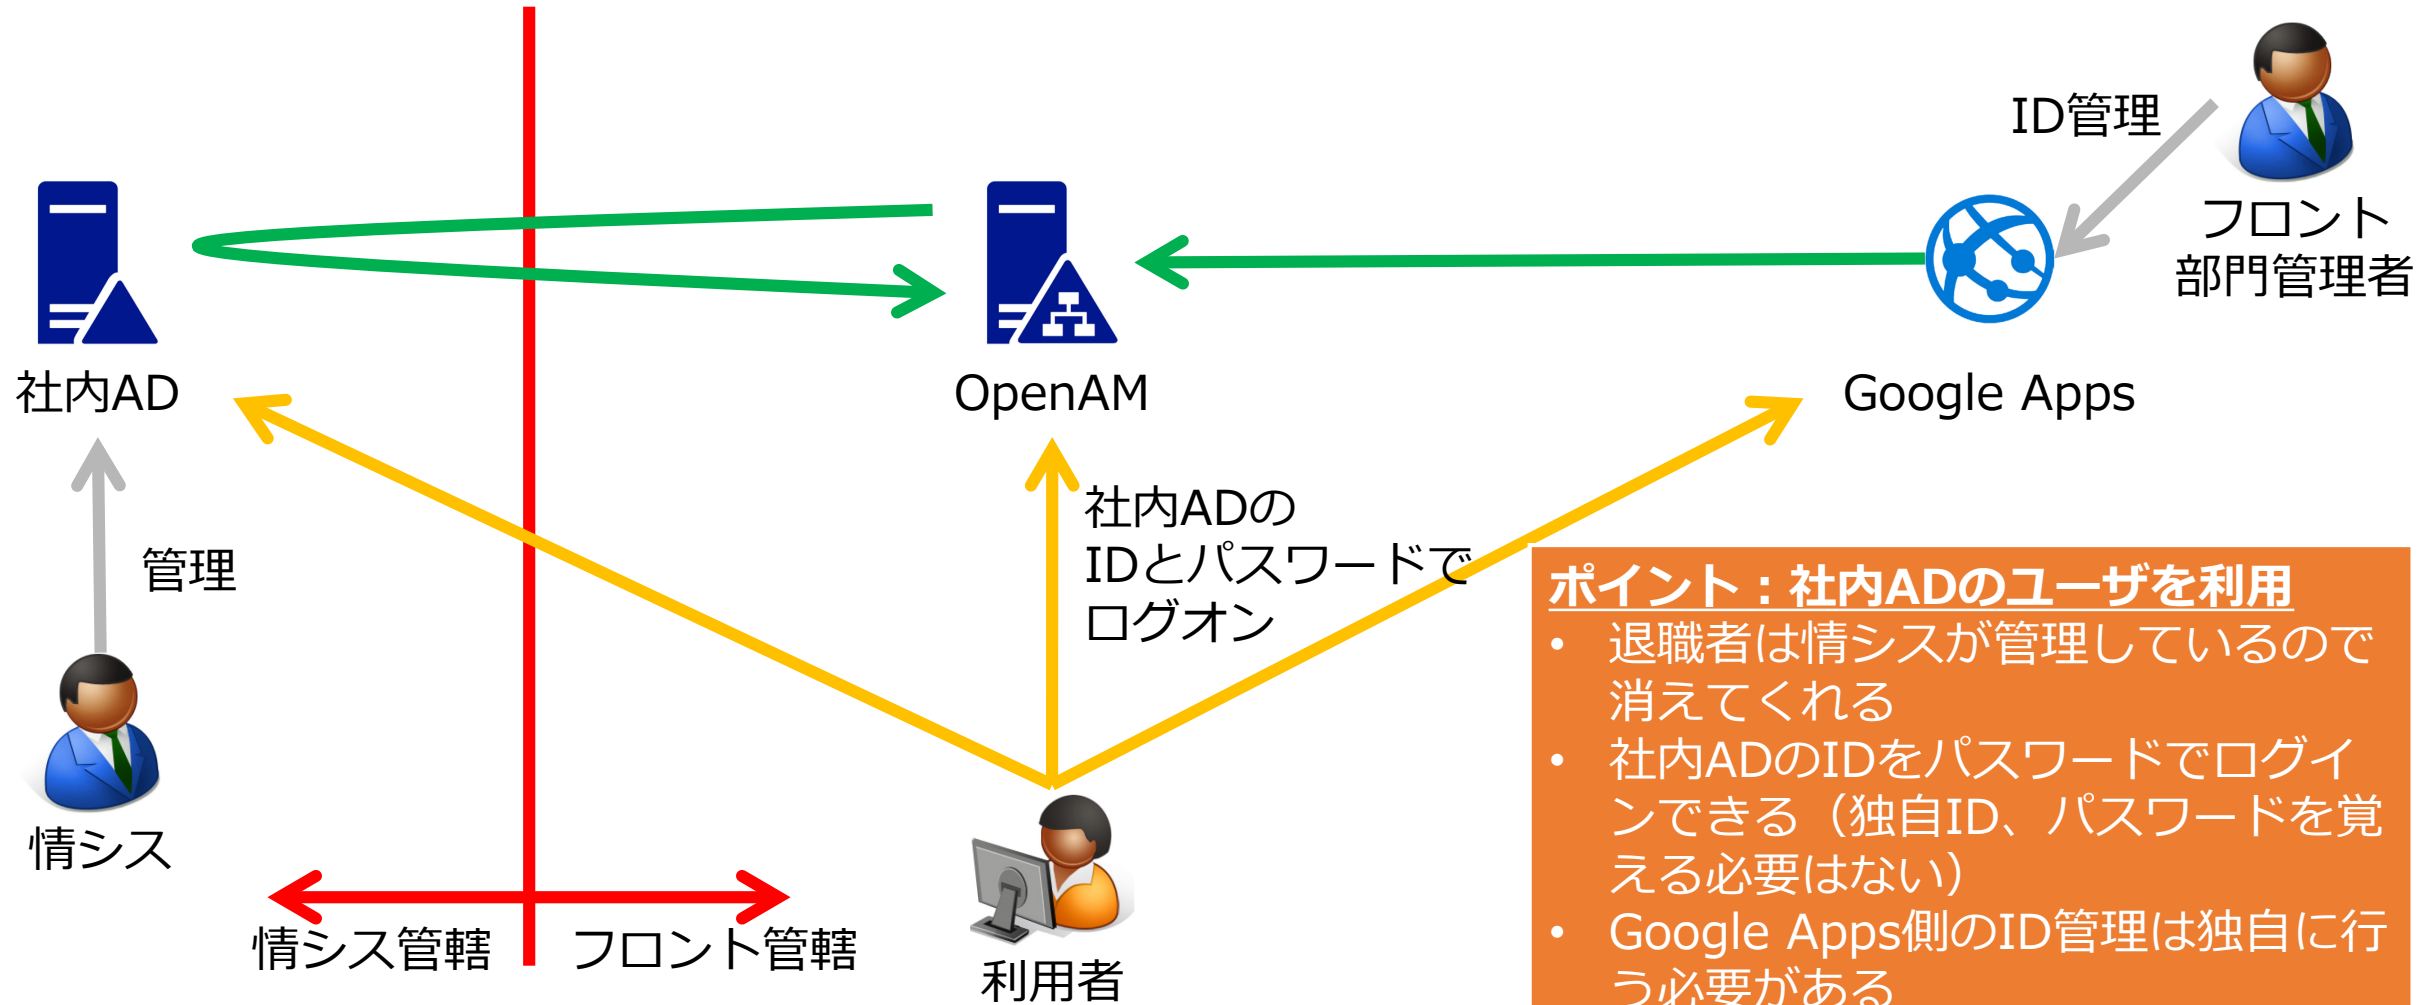 ID管理
フロント
部門管理者
社内AD
OpenAM
Google Apps
社内ADの
IDとパスワードで
ログオン
管理
情シス
情シス管轄
フロント管轄
利用者
ポイント：社内ADのユーザを利用
• 退職者は情シスが管理しているので
消えてくれる
• 社内ADのIDをパスワードでログイ
ンできる（独自ID、パスワードを覚
える必要はない）
• Google Apps側のID管理は独自に行
う必要がある